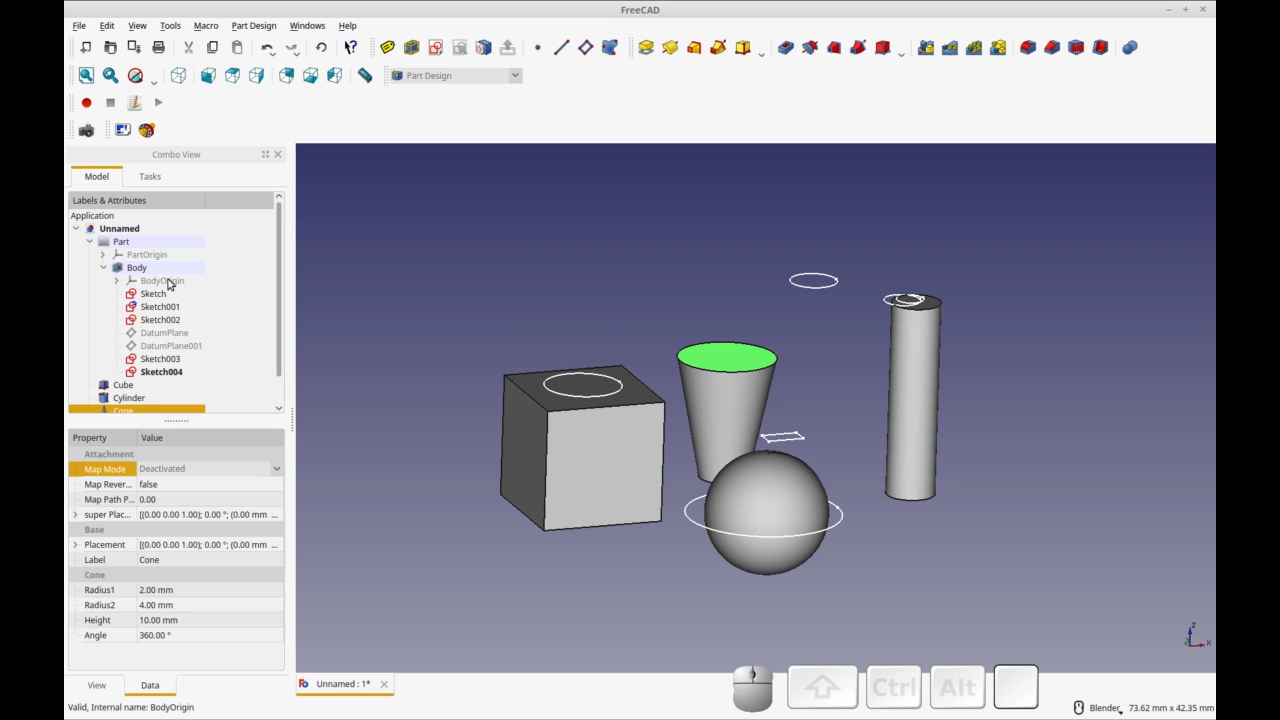 FreeCAD
File Edit View Tools Macro Part Design Windows Help
Part Design
Combo View
Model Tasks
Labels & Attributes
Application
Unnamed
Part
PartOrigin
Body
BodyOrigin
Sketch
Sketch001
Sketch002
DatumPlane
DatumPlane001
Sketch003
Sketch004
Cube
Cylinder
Cone
Property Value
Attachment
Map Mode Deactivated
Map Rever... false
Map Path P... 0.00
super Plac... [(0.00 0.00 1.00); 0.00 °; (0.00 mm ...
Base
Placement [(0.00 0.00 1.00); 0.00 °; (0.00 mm ...
Label Cone
Cone
Radius1 2.00 mm
Radius2 4.00 mm
Height 10.00 mm
Angle 360.00 °
View Data
Unnamed : 1*
Ctrl Alt
Z
X
Valid, Internal name: BodyOrigin
Blender 73.62 mm x 42.35 mm